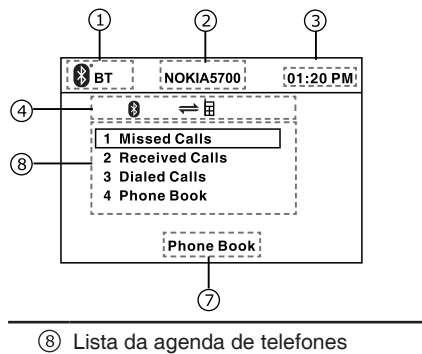 ① ② ③
BT NOKIA5700 01:20 PM
④
1 Missed Calls
⑧ 2 Received Calls
3 Dialed Calls
4 Phone Book
Phone Book
⑦
⑧ Lista da agenda de telefones